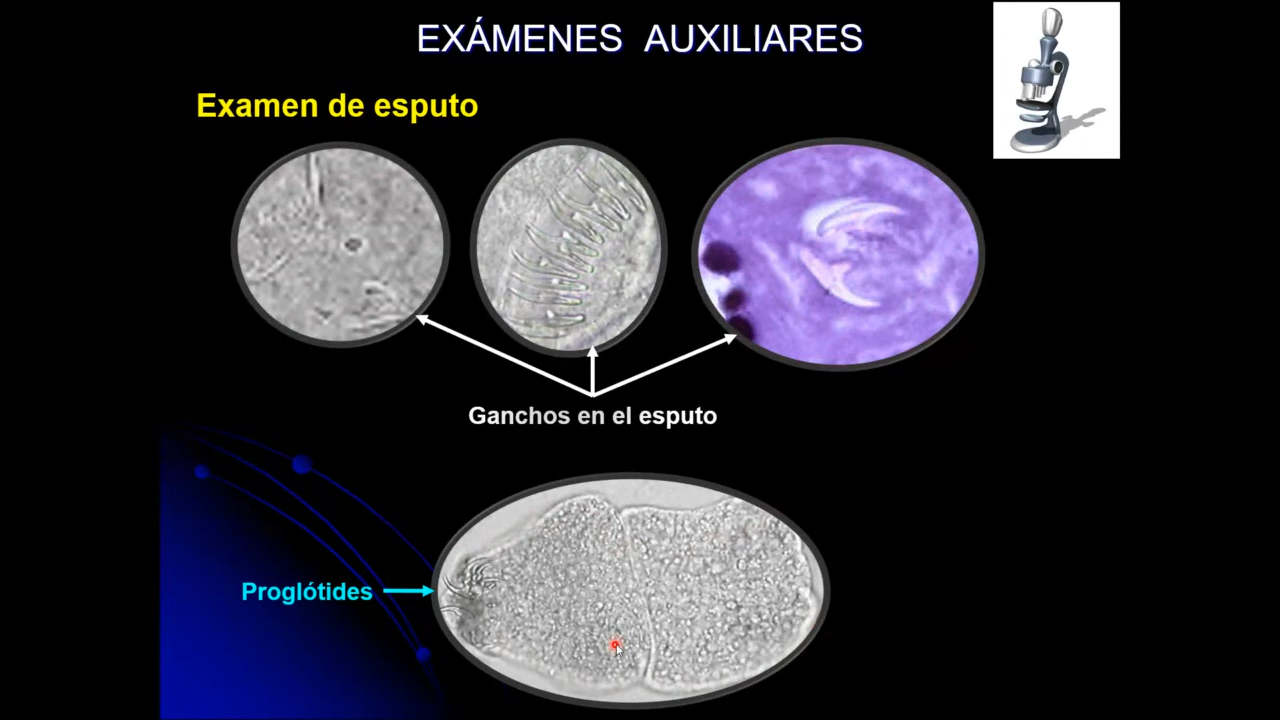 EXÁMENES AUXILIARES
Examen de esputo
Ganchos en el esputo
Proglótides